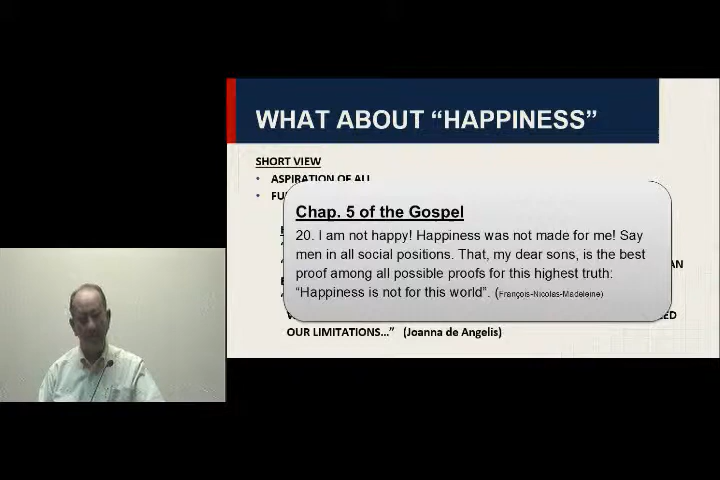 WHAT ABOUT “HAPPINESS”
SHORT VIEW
• ASPIRATION OF ALL
•
Chap. 5 of the Gospel
20. I am not happy! Happiness was not made for me! Say
men in all social positions. That, my dear sons, is the best
proof among all possible proofs for this highest truth:
“Happiness is not for this world”. (François-Nicolas-Madeleine)
OUR LIMITATIONS...” (Joanna de Angelis)